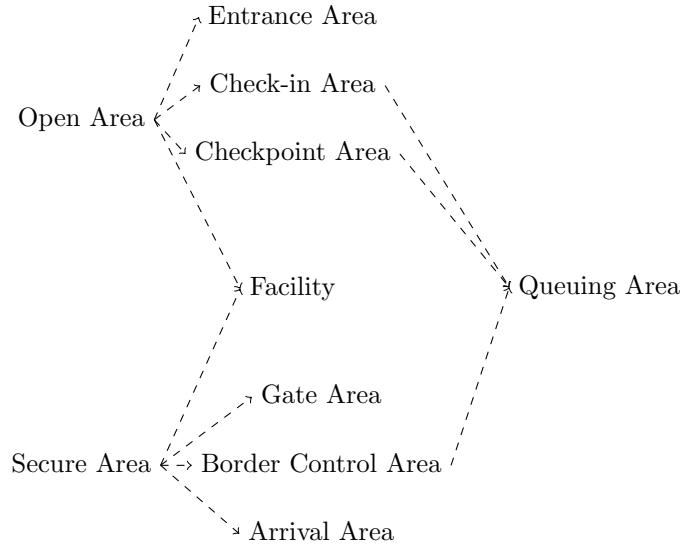 Entrance Area
Check-in Area
Open Area
Checkpoint Area
Facility
Queuing Area
Gate Area
Secure Area
Border Control Area
Arrival Area